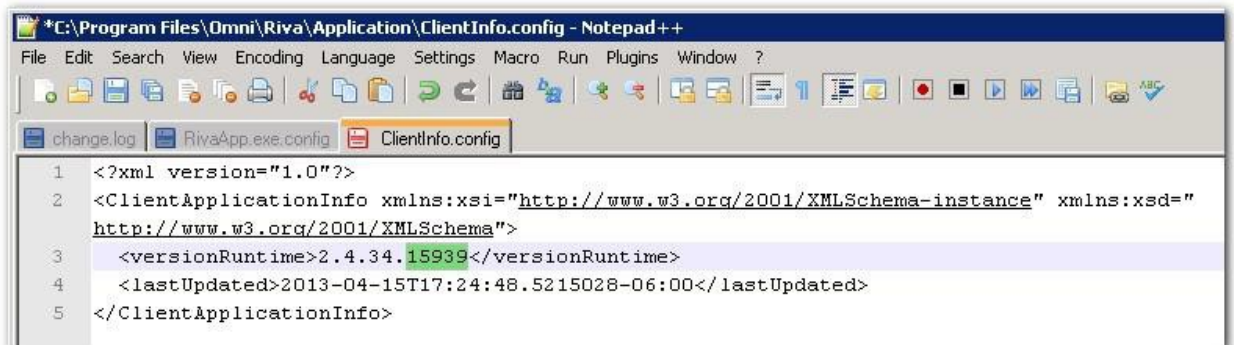 *C:\Program Files\Omni\Riva\Application\ClientInfo.config - Notepad++
File Edit Search View Encoding Language Settings Macro Run Plugins Window ?
change.log RivaApp.exe.config ClientInfo.config
1 <?xml version="1.0"?>
2 <ClientApplicationInfo xmlns:xsi="http://www.w3.org/2001/XMLSchema-instance" xmlns:xsd="
http://www.w3.org/2001/XMLSchema">
3 <versionRuntime>2.4.34.15939</versionRuntime>
4 <lastUpdated>2013-04-15T17:24:48.5215028-06:00</lastUpdated>
5 </ClientApplicationInfo>